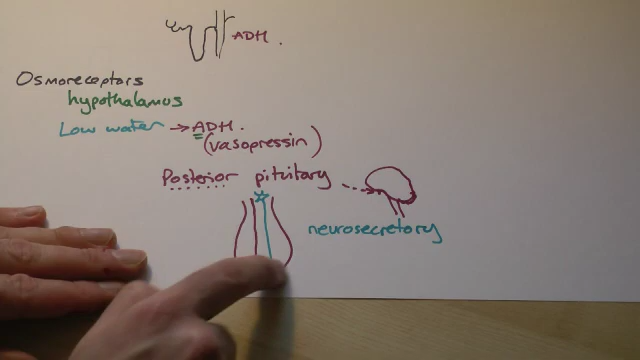 ADH.
Osmoreceptors
hypothalamus
Low water → ADH.
(vasopressin)
Posterior pituitary
neurosecretory